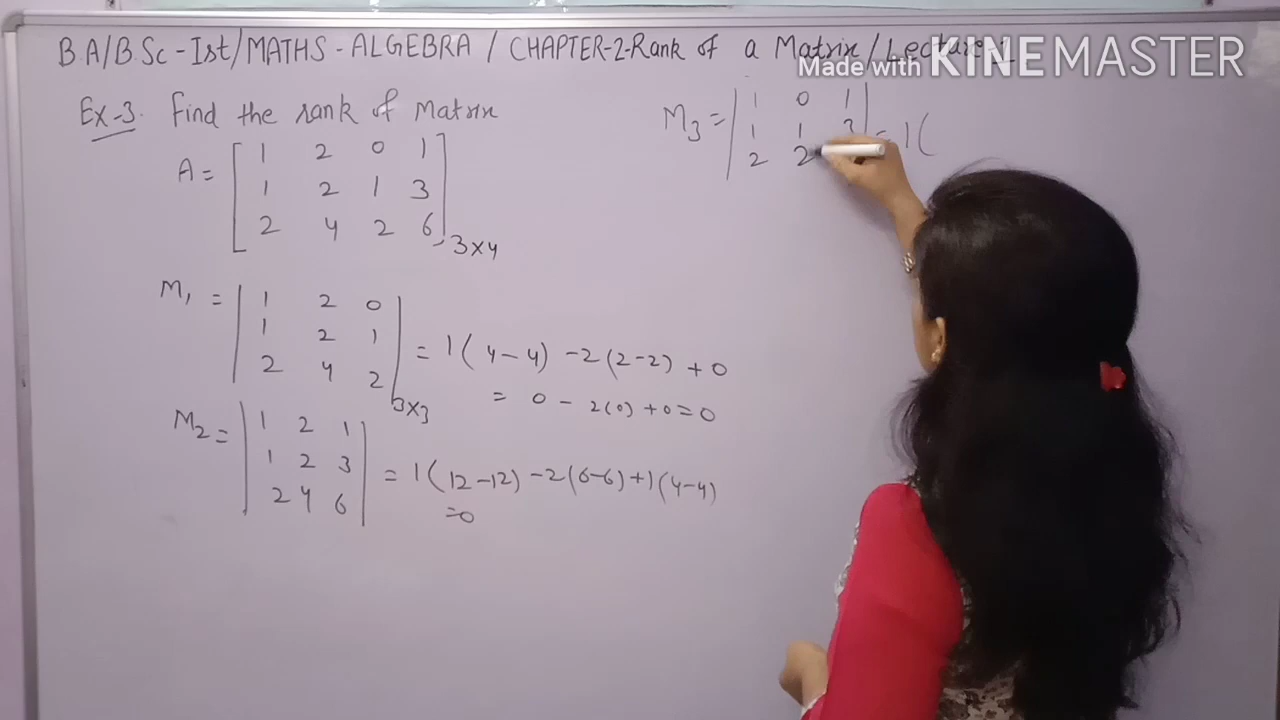 BA/BSc-Ist/MATHS-ALGEBRA/CHAPTER-2-Rank of a Matrix/Lecture-
Made with KINEMASTER
Ex-3. Find the rank of Matrix
A = [ 1 2 0 1
1 2 1 3
2 4 2 6 ] 3x4
M1 = | 1 2 0
1 2 1
2 4 2 | 3x3 = 1(4-4) -2(2-2) +0
= 0 - 2(0) +0=0
M2 = | 1 2 1
1 2 3
2 4 6 | = 1(12-12) -2(6-6)+1(4-4)
=0
M3 = | 1 0 1
1 1 3
2 2 = 1(